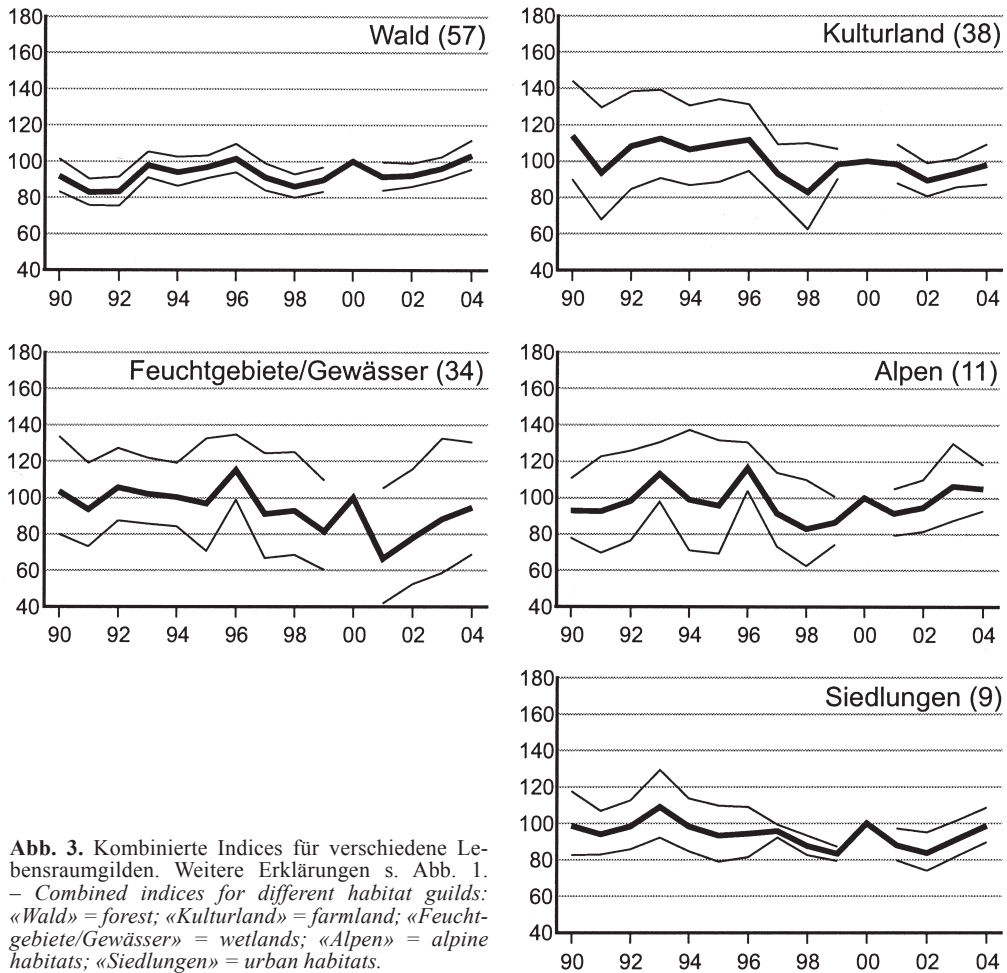 Wald (57)
180
160
140
120
100
80
60
40
90 92 94 96 98 00 02 04
Kulturland (38)
180
160
140
120
100
80
60
40
90 92 94 96 98 00 02 04
Feuchtgebiete/Gewässer (34)
180
160
140
120
100
80
60
40
90 92 94 96 98 00 02 04
Alpen (11)
180
160
140
120
100
80
60
40
90 92 94 96 98 00 02 04
Siedlungen (9)
180
160
140
120
100
80
60
40
90 92 94 96 98 00 02 04
Abb. 3. Kombinierte Indices für verschiedene Le-
bensraumgilden. Weitere Erklärungen s. Abb. 1.
– Combined indices for different habitat guilds:
«Wald» = forest; «Kulturland» = farmland; «Feucht-
gebiete/Gewässer» = wetlands; «Alpen» = alpine
habitats; «Siedlungen» = urban habitats.